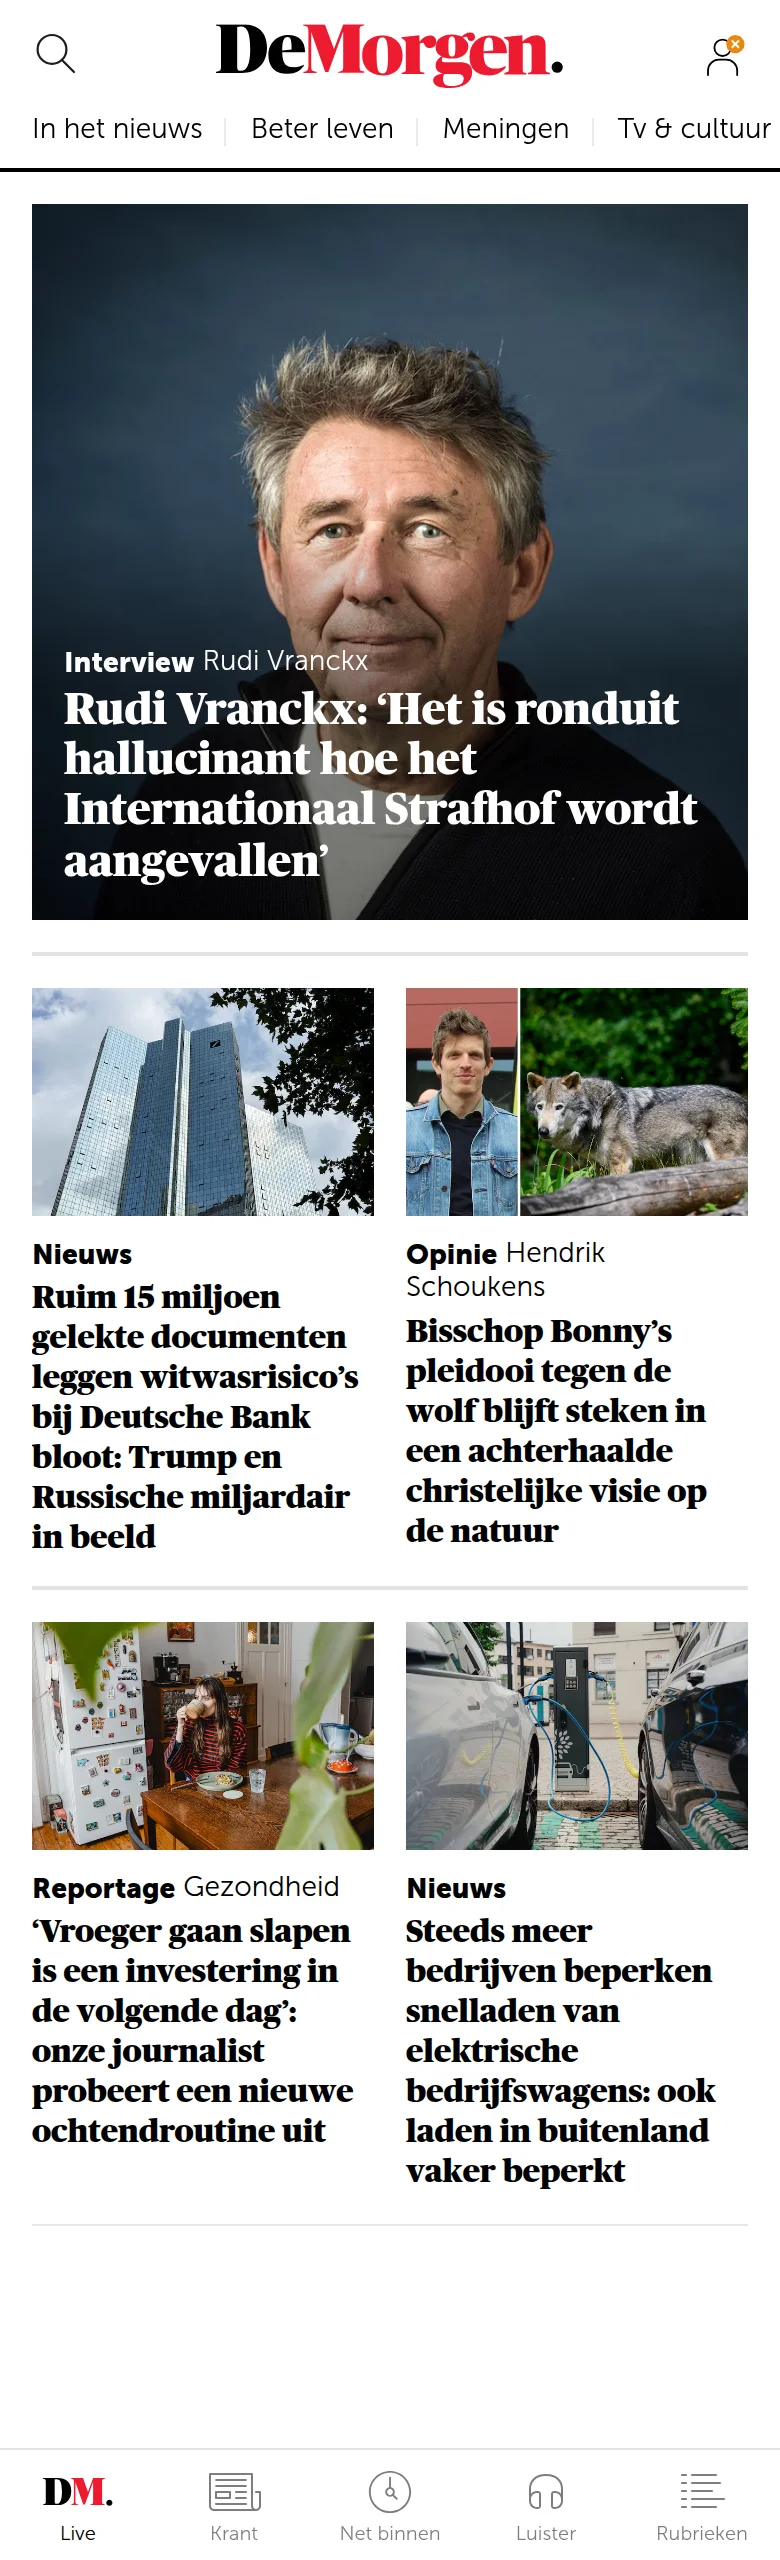 DeMorgen.
In het nieuws
Beter leven
Meningen
Tv & cultuur
Interview Rudi Vranckx
Rudi Vranckx: ‘Het is ronduit
hallucinant hoe het
Internationaal Strafhof wordt
aangevallen’
Nieuws
Ruim 15 miljoen
gelekte documenten
leggen witwasrisico’s
bij Deutsche Bank
bloot: Trump en
Russische miljardair
in beeld
Opinie Hendrik
Schoukens
Bisschop Bonny’s
pleidooi tegen de
wolf blijft steken in
een achterhaalde
christelijke visie op
de natuur
Reportage Gezondheid
‘Vroeger gaan slapen
is een investering in
de volgende dag’:
onze journalist
probeert een nieuwe
ochtendroutine uit
Nieuws
Steeds meer
bedrijven beperken
snelladen van
elektrische
bedrijfswagens: ook
laden in buitenland
vaker beperkt
DM.
Live
Krant
Net binnen
Luister
Rubrieken